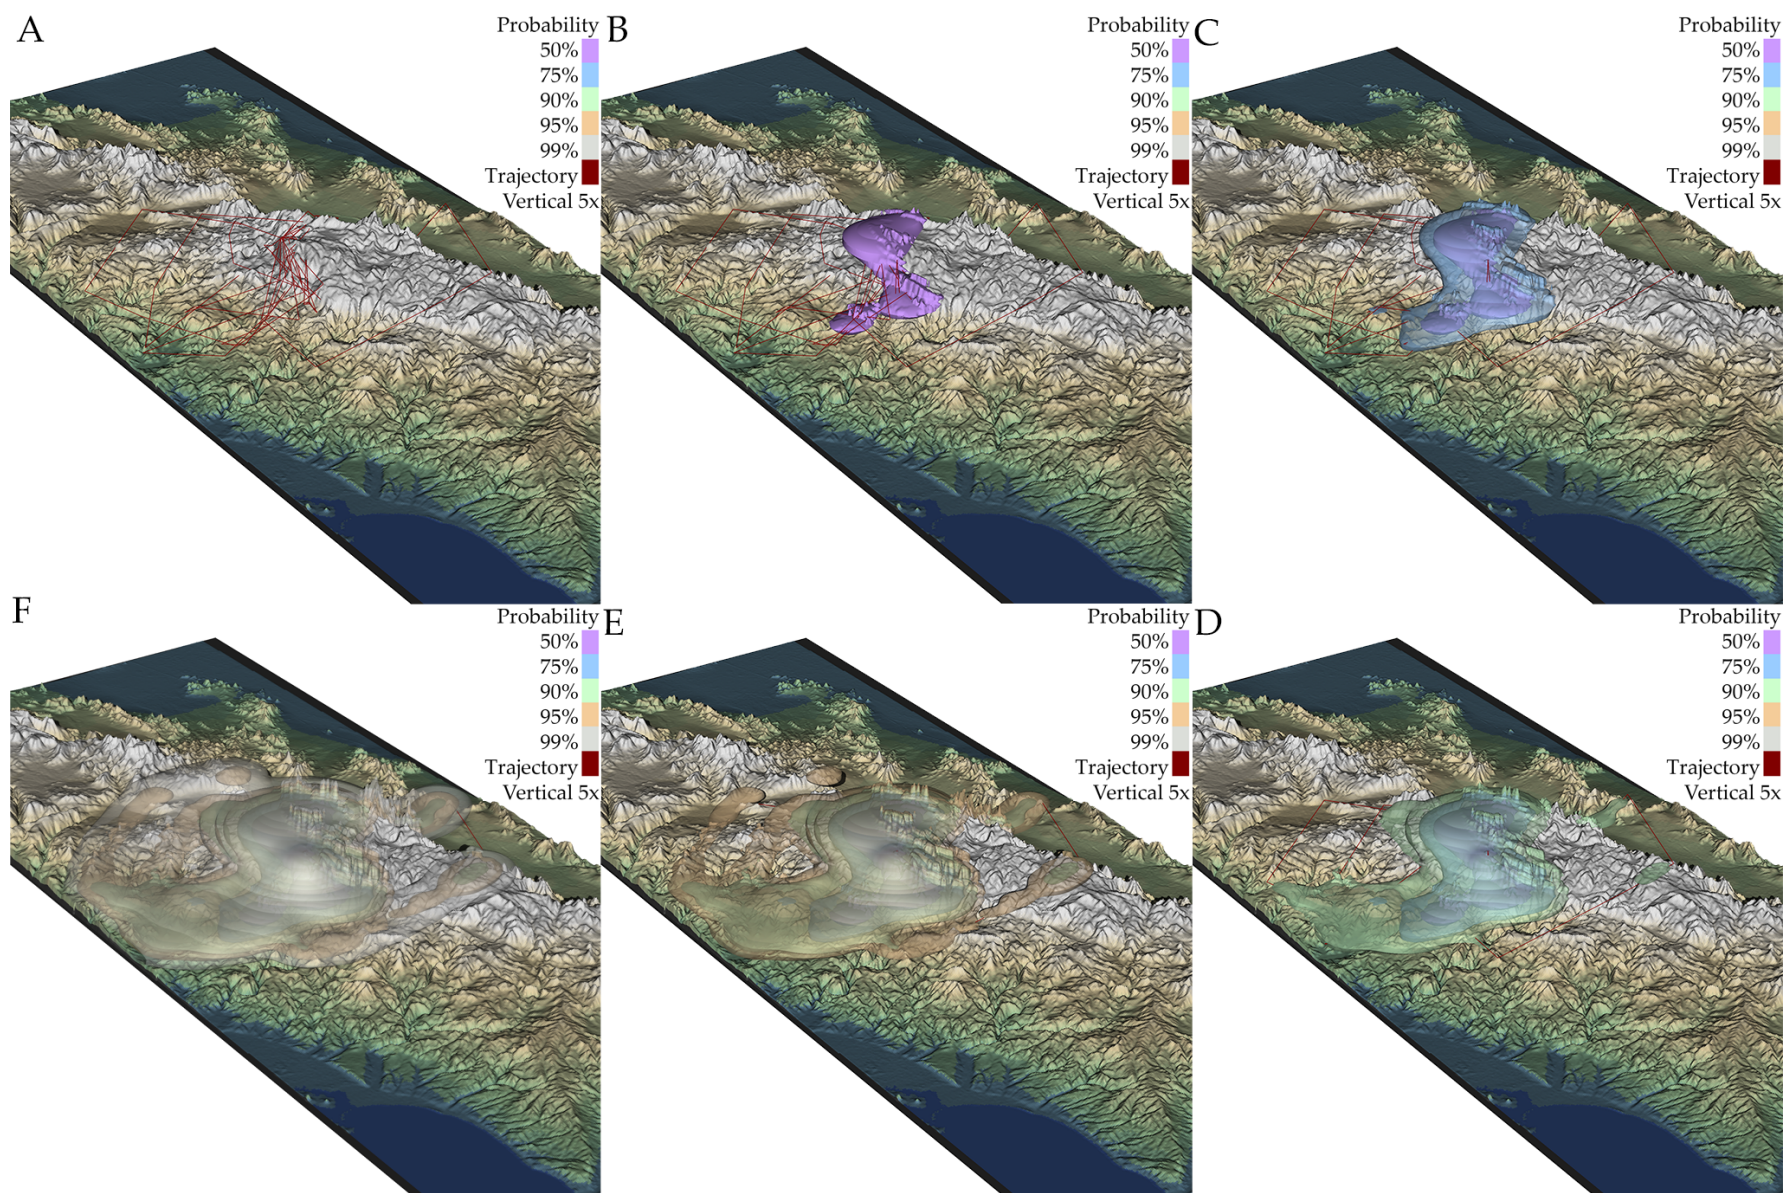 A
Probability
50%
75%
90%
95%
99%
Trajectory
Vertical 5x
B
Probability
50%
75%
90%
95%
99%
Trajectory
Vertical 5x
C
Probability
50%
75%
90%
95%
99%
Trajectory
Vertical 5x
F
Probability
50%
75%
90%
95%
99%
Trajectory
Vertical 5x
E
Probability
50%
75%
90%
95%
99%
Trajectory
Vertical 5x
D
Probability
50%
75%
90%
95%
99%
Trajectory
Vertical 5x